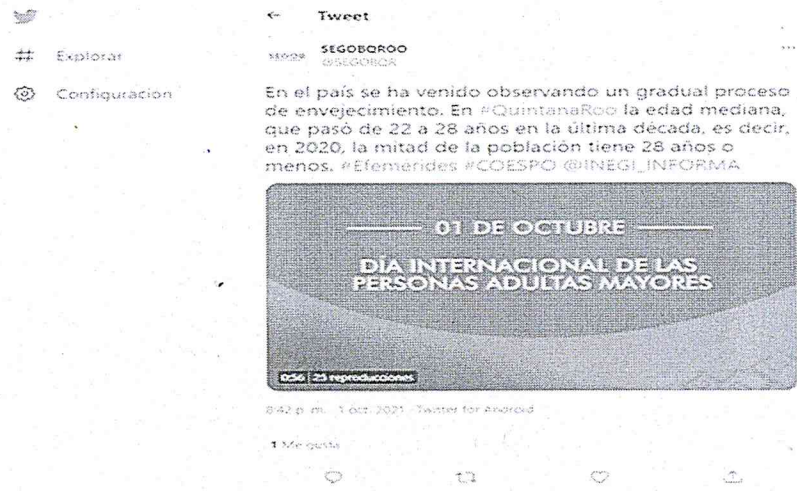 ← Tweet
SEGOBQROO
@SEGOBQR
# Explorar
Configuración
En el país se ha venido observando un gradual proceso
de envejecimiento. En #QuintanaRoo la edad mediana,
que pasó de 22 a 28 años en la última década, es decir,
en 2020, la mitad de la población tiene 28 años o
menos. #Efemérides #COESPO @INEGI_INFORMA
01 DE OCTUBRE
DÍA INTERNACIONAL DE LAS
PERSONAS ADULTAS MAYORES
0:56 23 reproducciones
8:42 p. m. · 1 oct. 2021 · Twitter for Android
1 Me gusta